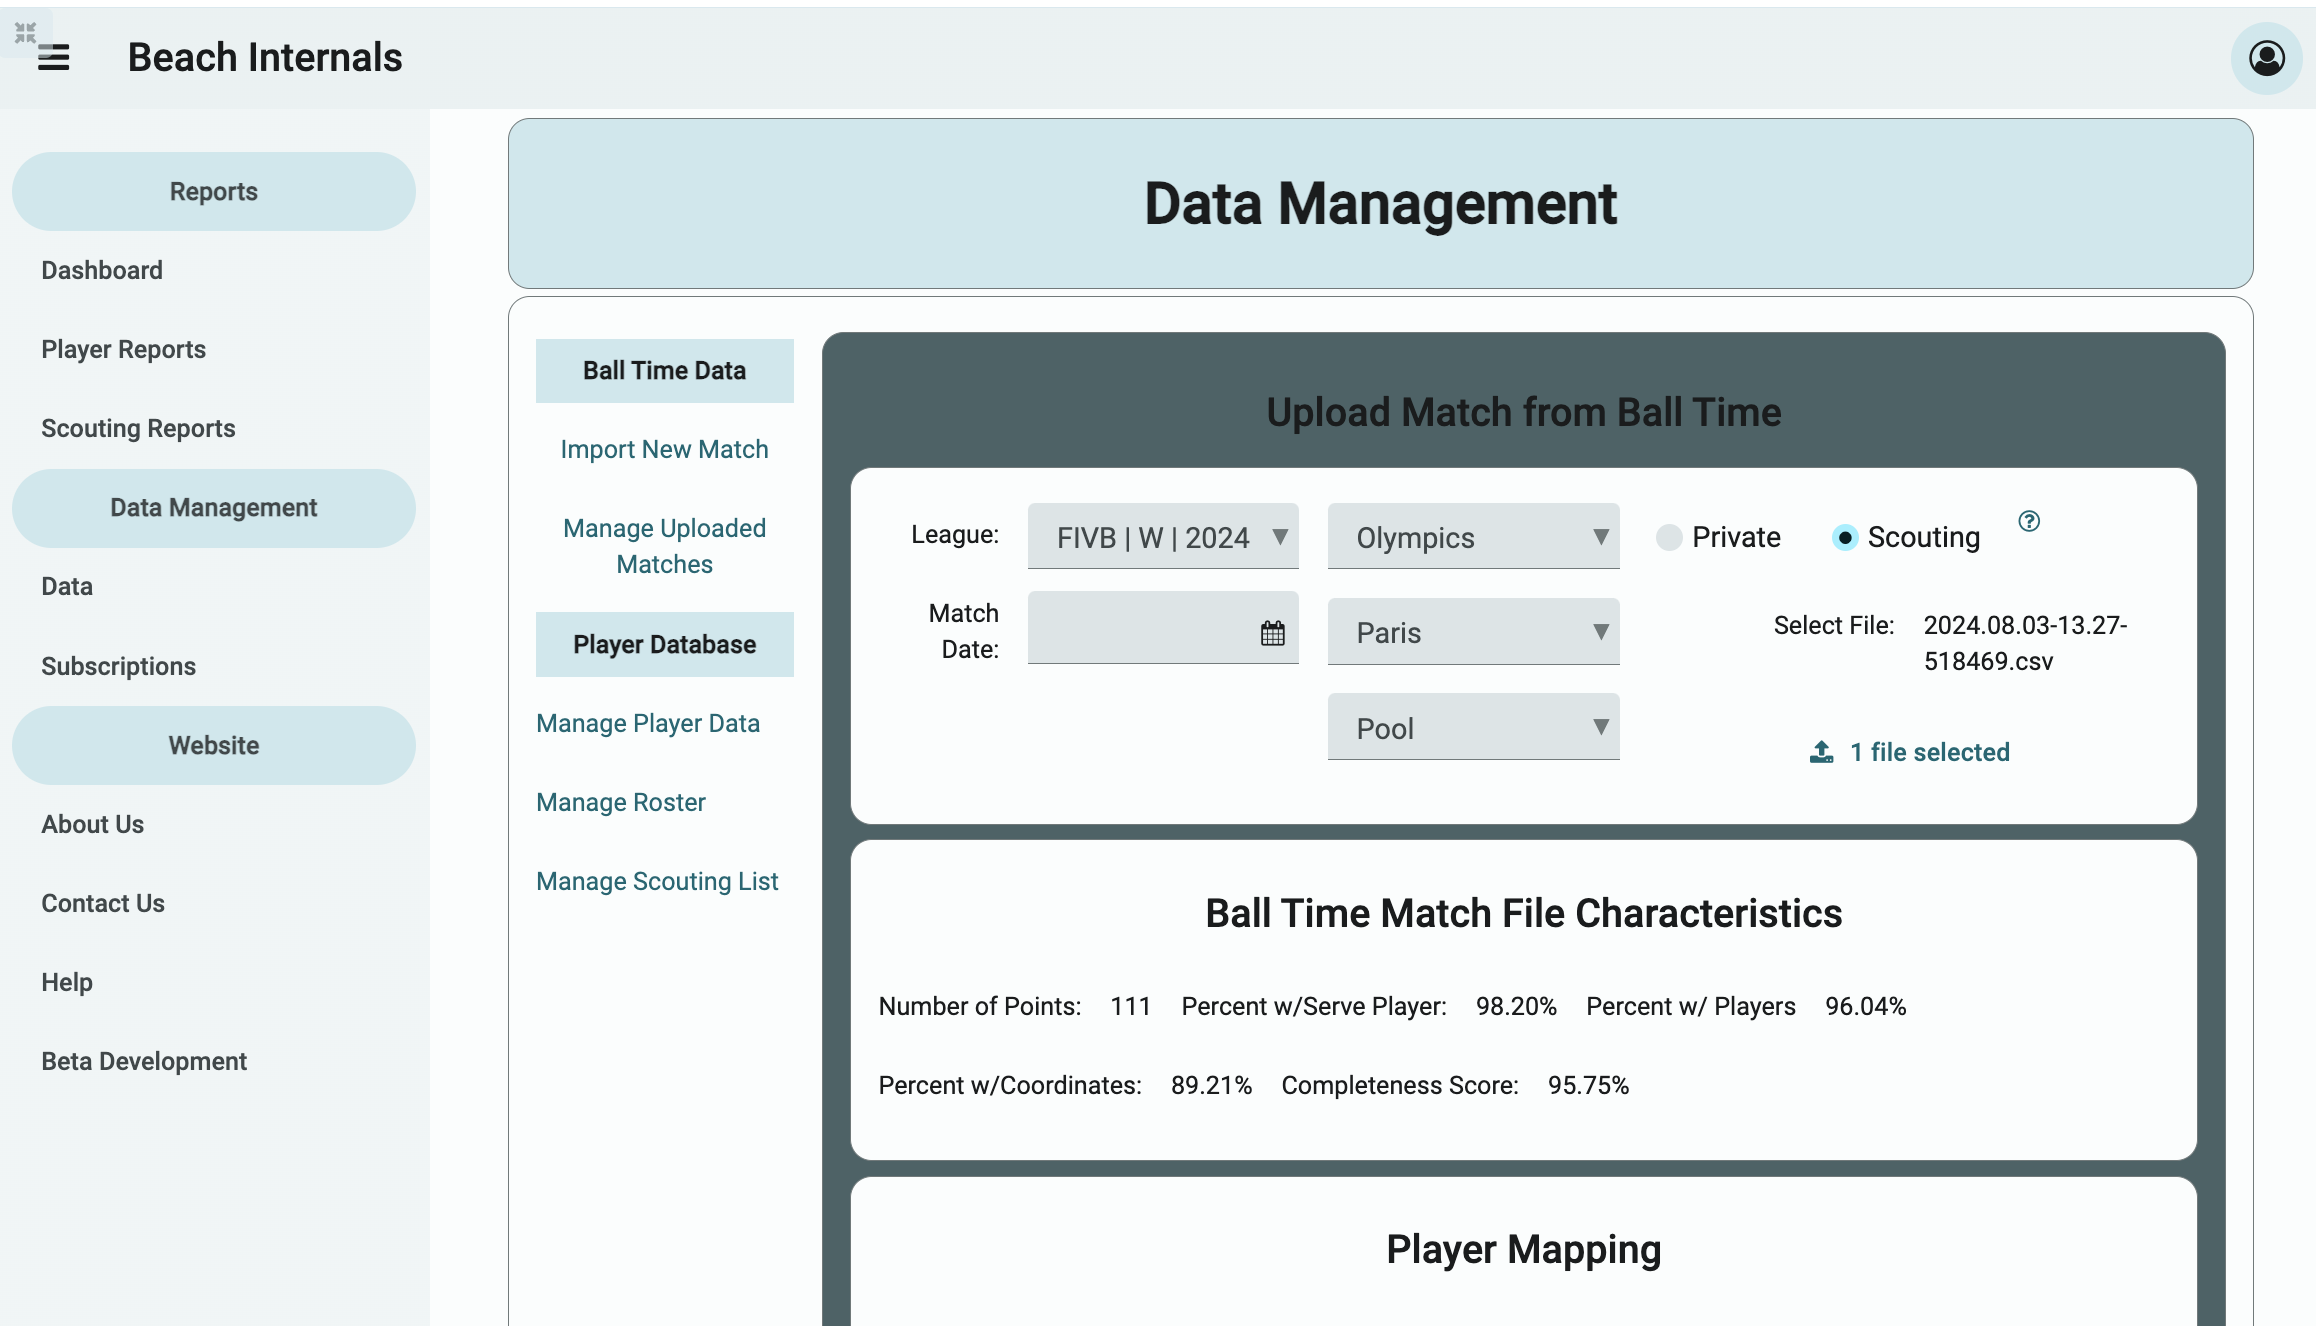 Beach Internals
Reports
Dashboard
Player Reports
Scouting Reports
Data Management
Data
Subscriptions
Website
About Us
Contact Us
Help
Beta Development
Data Management
Ball Time Data
Import New Match
Manage Uploaded
Matches
Player Database
Manage Player Data
Manage Roster
Manage Scouting List
Upload Match from Ball Time
League: FIVB | W | 2024 Olympics Private Scouting ?
Match
Date:
Paris
Select File: 2024.08.03-13.27-
518469.csv
Pool
1 file selected
Ball Time Match File Characteristics
Number of Points: 111 Percent w/Serve Player: 98.20% Percent w/ Players 96.04%
Percent w/Coordinates: 89.21% Completeness Score: 95.75%
Player Mapping